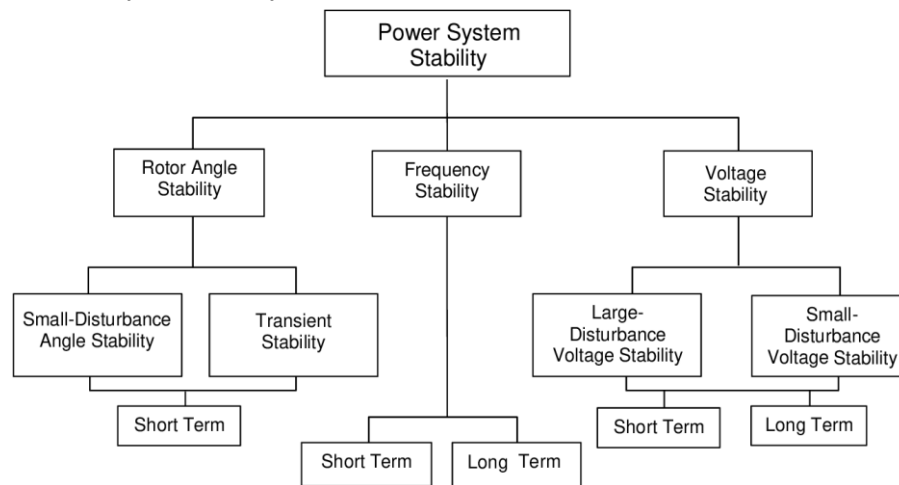 Power System
Stability
Rotor Angle
Stability
Frequency
Stability
Voltage
Stability
Small-Disturbance
Angle Stability
Transient
Stability
Large-
Disturbance
Voltage Stability
Small-
Disturbance
Voltage Stability
Short Term
Short Term
Long Term
Short Term
Long Term